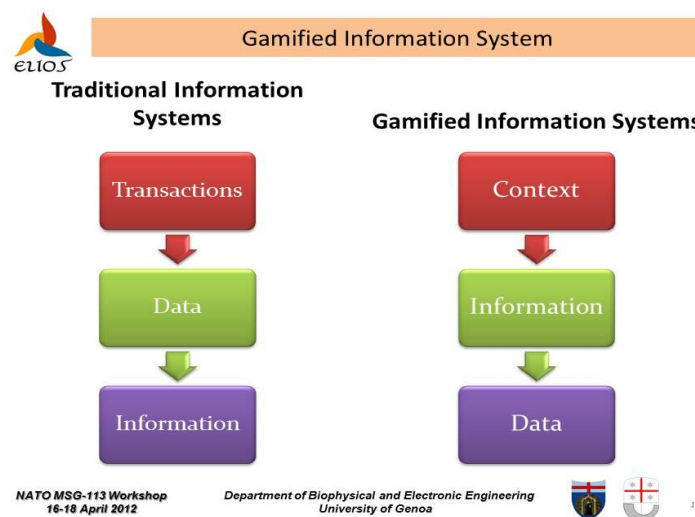 Gamified Information System
ELIOS
Traditional Information
Systems
Gamified Information Systems
Transactions
Data
Information
Context
Information
Data
NATO MSG-113 Workshop
16-18 April 2012
Department of Biophysical and Electronic Engineering
University of Genoa